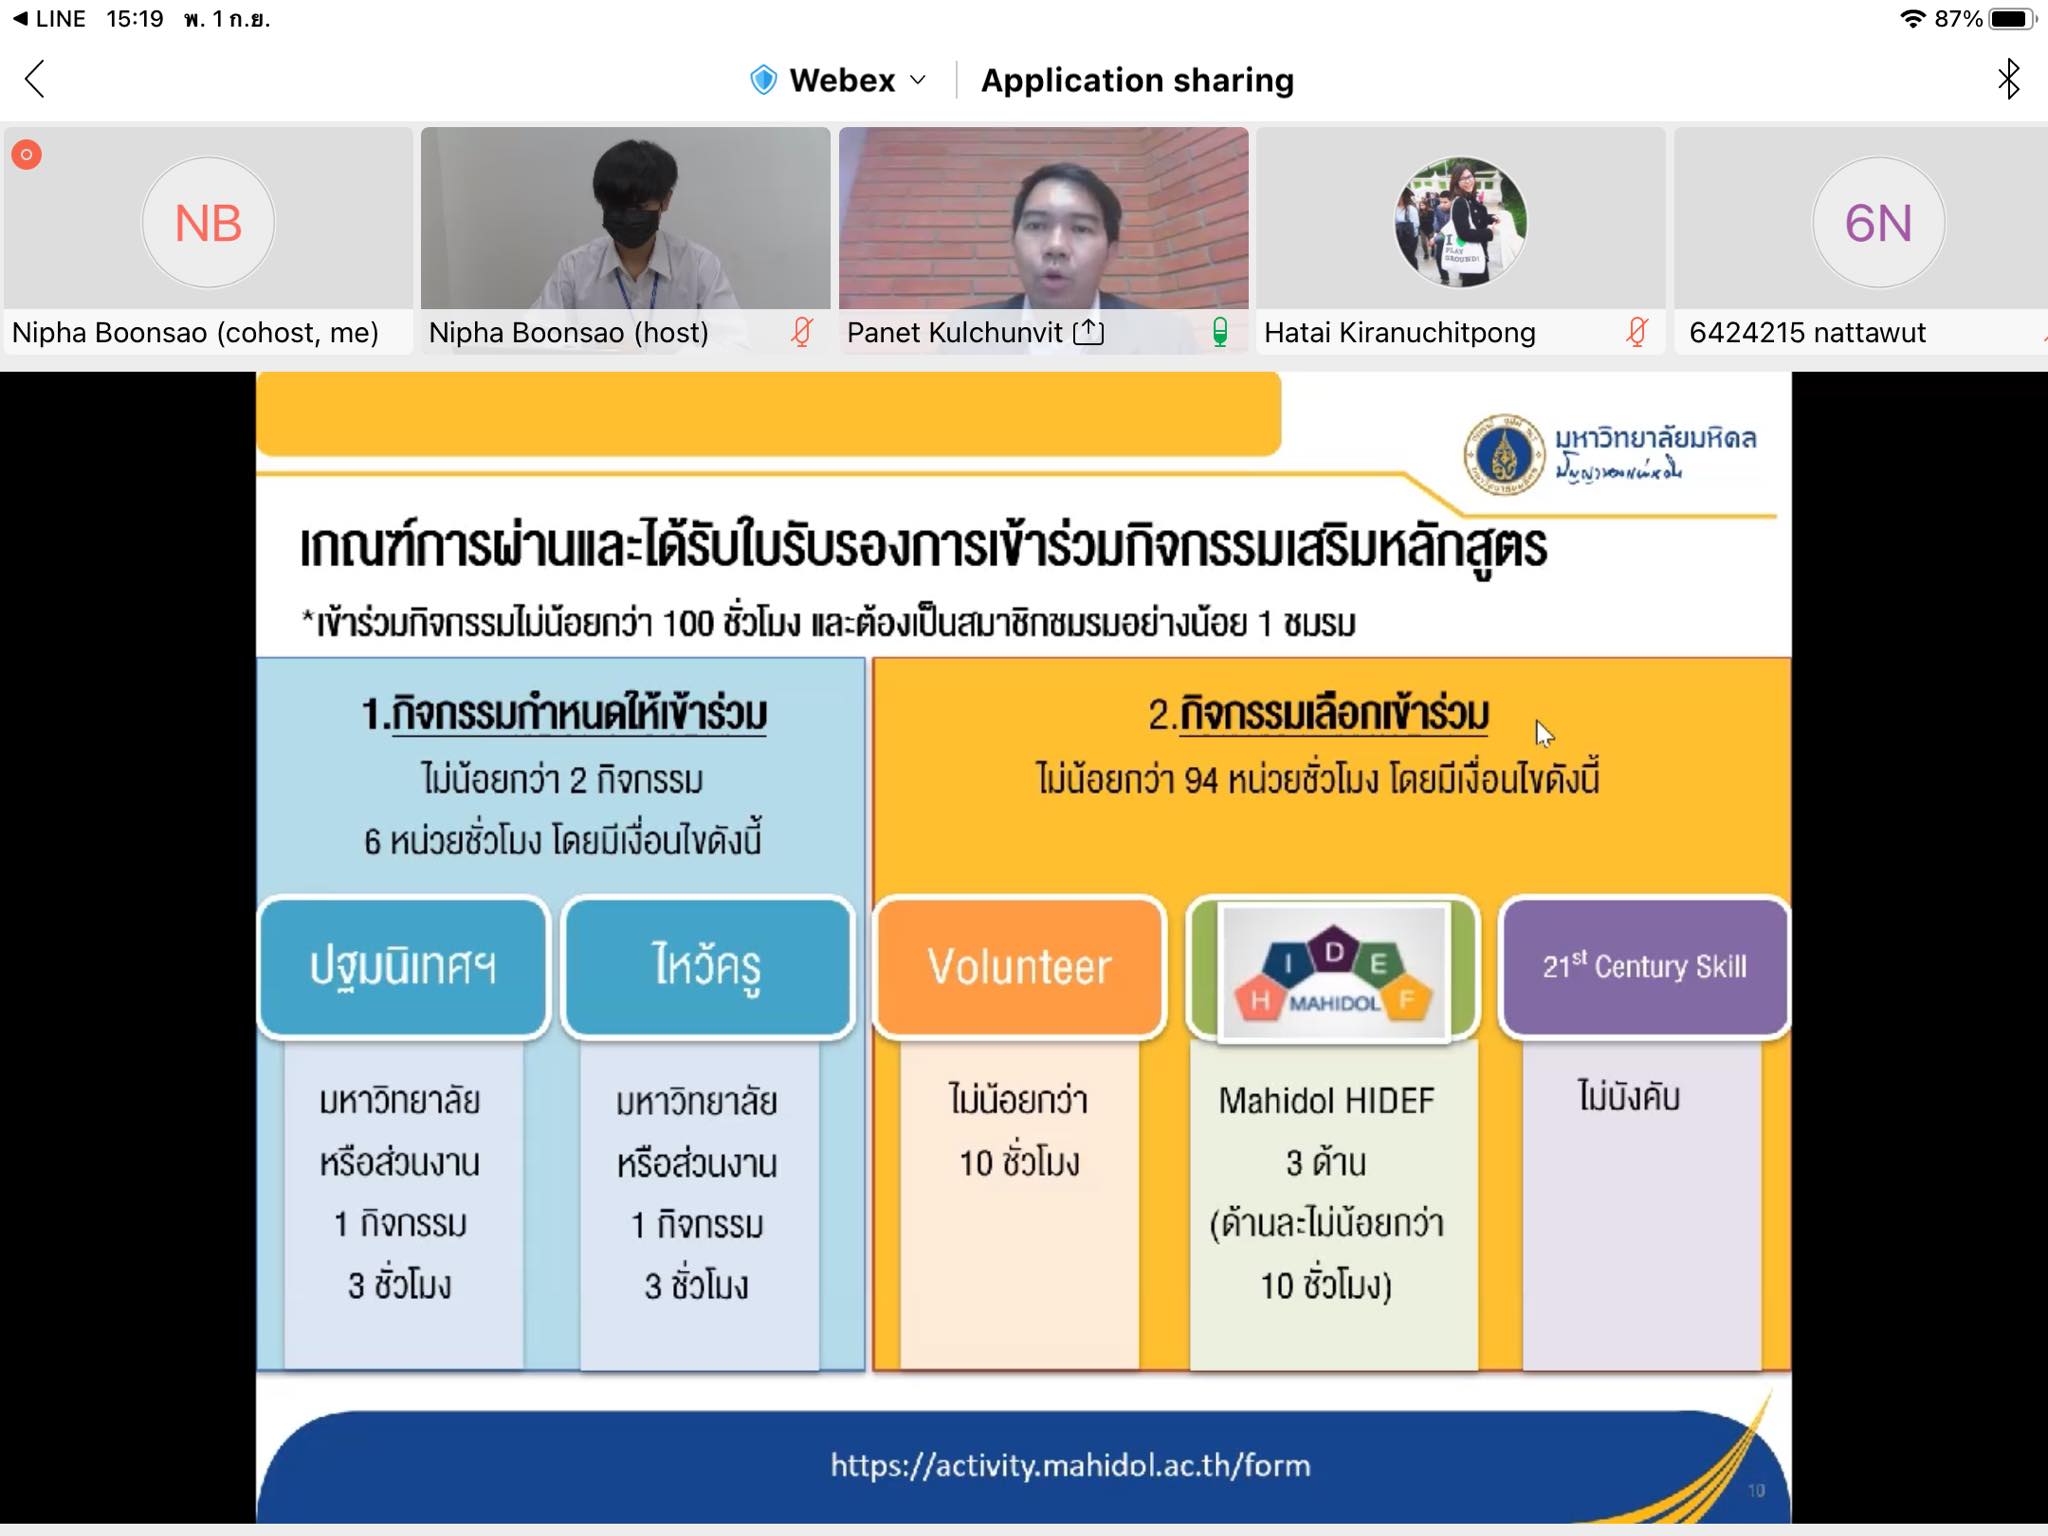 LINE 15:19 พ. 1 ก.ย. 87%
Webex Application sharing
NB
I
PLAY
GROUND!
6N
Nipha Boonsao (cohost, me)
Nipha Boonsao (host)
Panet Kulchunvit
Hatai Kiranuchitpong
6424215 nattawut
มหาวิทยาลัยมหิดล
ปัญญาของแผ่นดิน
เกณฑ์การผ่านและได้รับใบรับรองการเข้าร่วมกิจกรรมเสริมหลักสูตร
*เข้าร่วมกิจกรรมไม่น้อยกว่า 100 ชั่วโมง และต้องเป็นสมาชิกชมรมอย่างน้อย 1 ชมรม
1.กิจกรรมกำหนดให้เข้าร่วม
ไม่น้อยกว่า 2 กิจกรรม
6 หน่วยชั่วโมง โดยมีเงื่อนไขดังนี้
ปฐมนิเทศฯ
มหาวิทยาลัย
หรือส่วนงาน
1 กิจกรรม
3 ชั่วโมง
ไหว้ครู
มหาวิทยาลัย
หรือส่วนงาน
1 กิจกรรม
3 ชั่วโมง
2.กิจกรรมเลือกเข้าร่วม
ไม่น้อยกว่า 94 หน่วยชั่วโมง โดยมีเงื่อนไขดังนี้
Volunteer
ไม่น้อยกว่า
10 ชั่วโมง
H I D E F
MAHIDOL
Mahidol HIDEF
3 ด้าน
(ด้านละไม่น้อยกว่า
10 ชั่วโมง)
21st Century Skill
ไม่บังคับ
https://activity.mahidol.ac.th/form
10